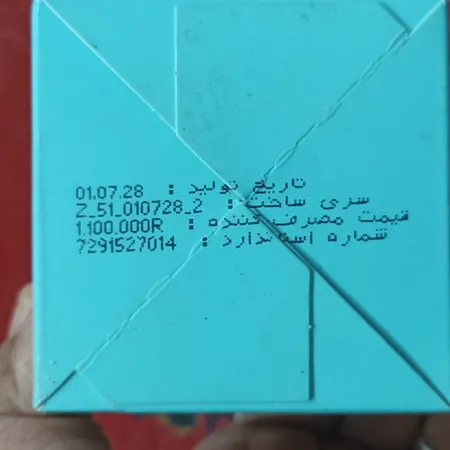 تاریخ تولید : 01.07.28
سری ساخت : Z_51_010728_2
قیمت مصرف کننده : 1.100.000R
شماره استاندارد : 7291527014